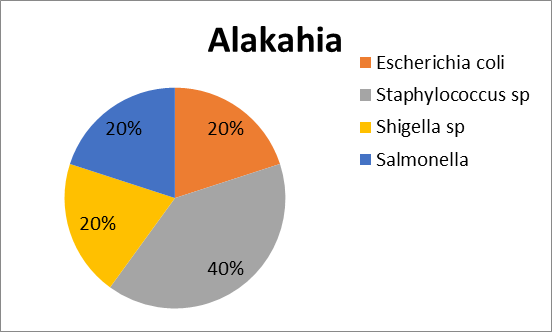 Alakahia
Escherichia coli
Staphylococcus sp
Shigella sp
Salmonella
20%
20%
20%
40%